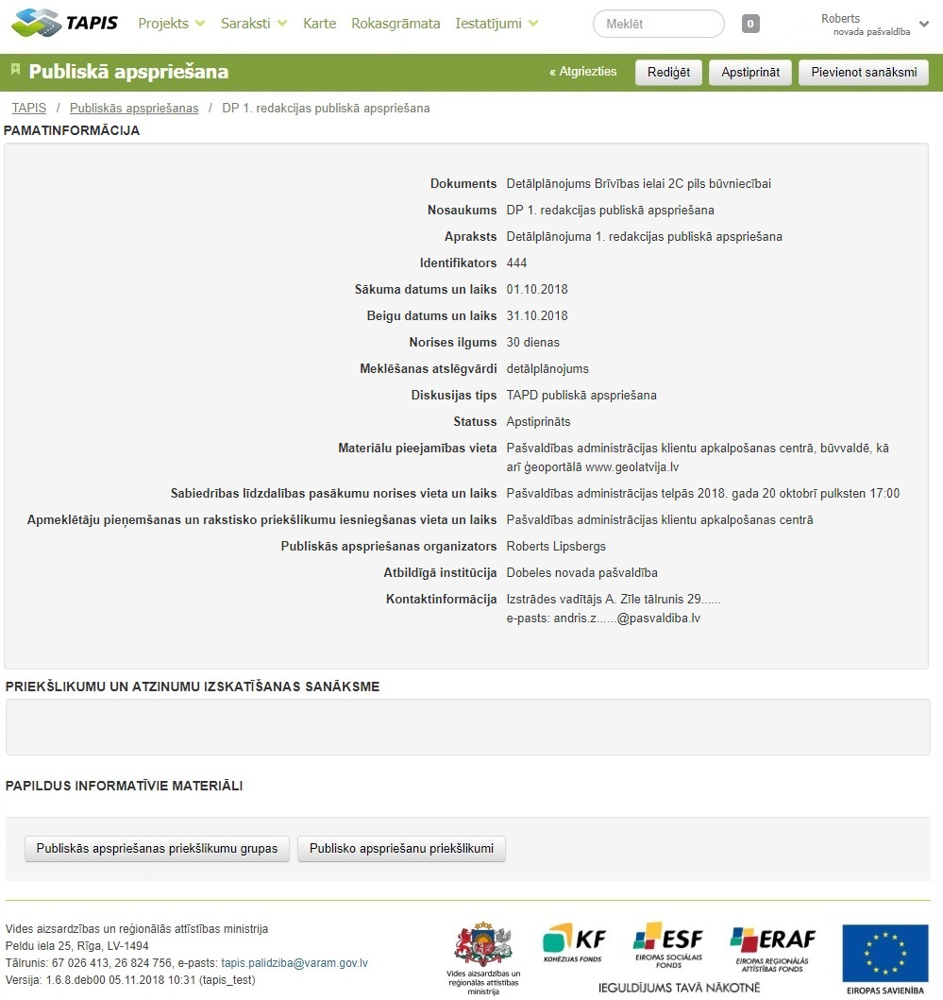 TAPIS Projekts Saraksti Karte Rokasgrāmata Iestatījumi Meklēt 0 Roberts
novada pašvaldība
Publiskā apspriešana « Atgriezties Rediģēt Apstiprināt Pievienot sanāksmi
TAPIS / Publiskās apspriešanas / DP 1. redakcijas publiskā apspriešana
PAMATINFORMĀCIJA
Dokuments Detālplānojums Brīvības ielai 2C pils būvniecībai
Nosaukums DP 1. redakcijas publiskā apspriešana
Apraksts Detālplānojuma 1. redakcijas publiskā apspriešana
Identifikators 444
Sākuma datums un laiks 01.10.2018
Beigu datums un laiks 31.10.2018
Norises ilgums 30 dienas
Meklēšanas atslēgvārdi detālplānojums
Diskusijas tips TAPD publiskā apspriešana
Statuss Apstiprināts
Materiālu pieejamības vieta Pašvaldības administrācijas klientu apkalpošanas centrā, būvvaldē, kā
arī ģeoportālā www.geolatvija.lv
Sabiedrības līdzdalības pasākumu norises vieta un laiks Pašvaldības administrācijas telpās 2018. gada 20 oktobrī pulksten 17:00
Apmeklētāju pieņemšanas un rakstisko priekšlikumu iesniegšanas vieta un laiks Pašvaldības administrācijas klientu apkalpošanas centrā
Publiskās apspriešanas organizators Roberts Lipsbergs
Atbildīgā institūcija Dobeles novada pašvaldība
Kontaktinformācija Izstrādes vadītājs A. Zīle tālrunis 29......
e-pasts: andris.z......@pasvaldiba.lv
PRIEKŠLIKUMU UN ATZINUMU IZSKATĪŠANAS SANĀKSME
PAPILDUS INFORMATĪVIE MATERIĀLI
Publiskās apspriešanas priekšlikumu grupas Publisko apspriešanu priekšlikumi
Vides aizsardzības un reģionālās attīstības ministrija
Peldu iela 25, Rīga, LV-1494
Tālrunis: 67 026 413, 26 824 756, e-pasts: tapis.palidziba@varam.gov.lv
Versija: 1.6.8.deb00 05.11.2018 10:31 (tapis_test)
Vides aizsardzības un
reģionālās attīstības
ministrija
KF
KOHĒZIJAS FONDS
ESF
EIROPAS SOCIĀLAIS
FONDS
ERAF
EIROPAS REĢIONĀLĀS
ATTĪSTĪBAS FONDS
IEGULDĪJUMS TAVĀ NĀKOTNĒ
EIROPAS SAVIENĪBA